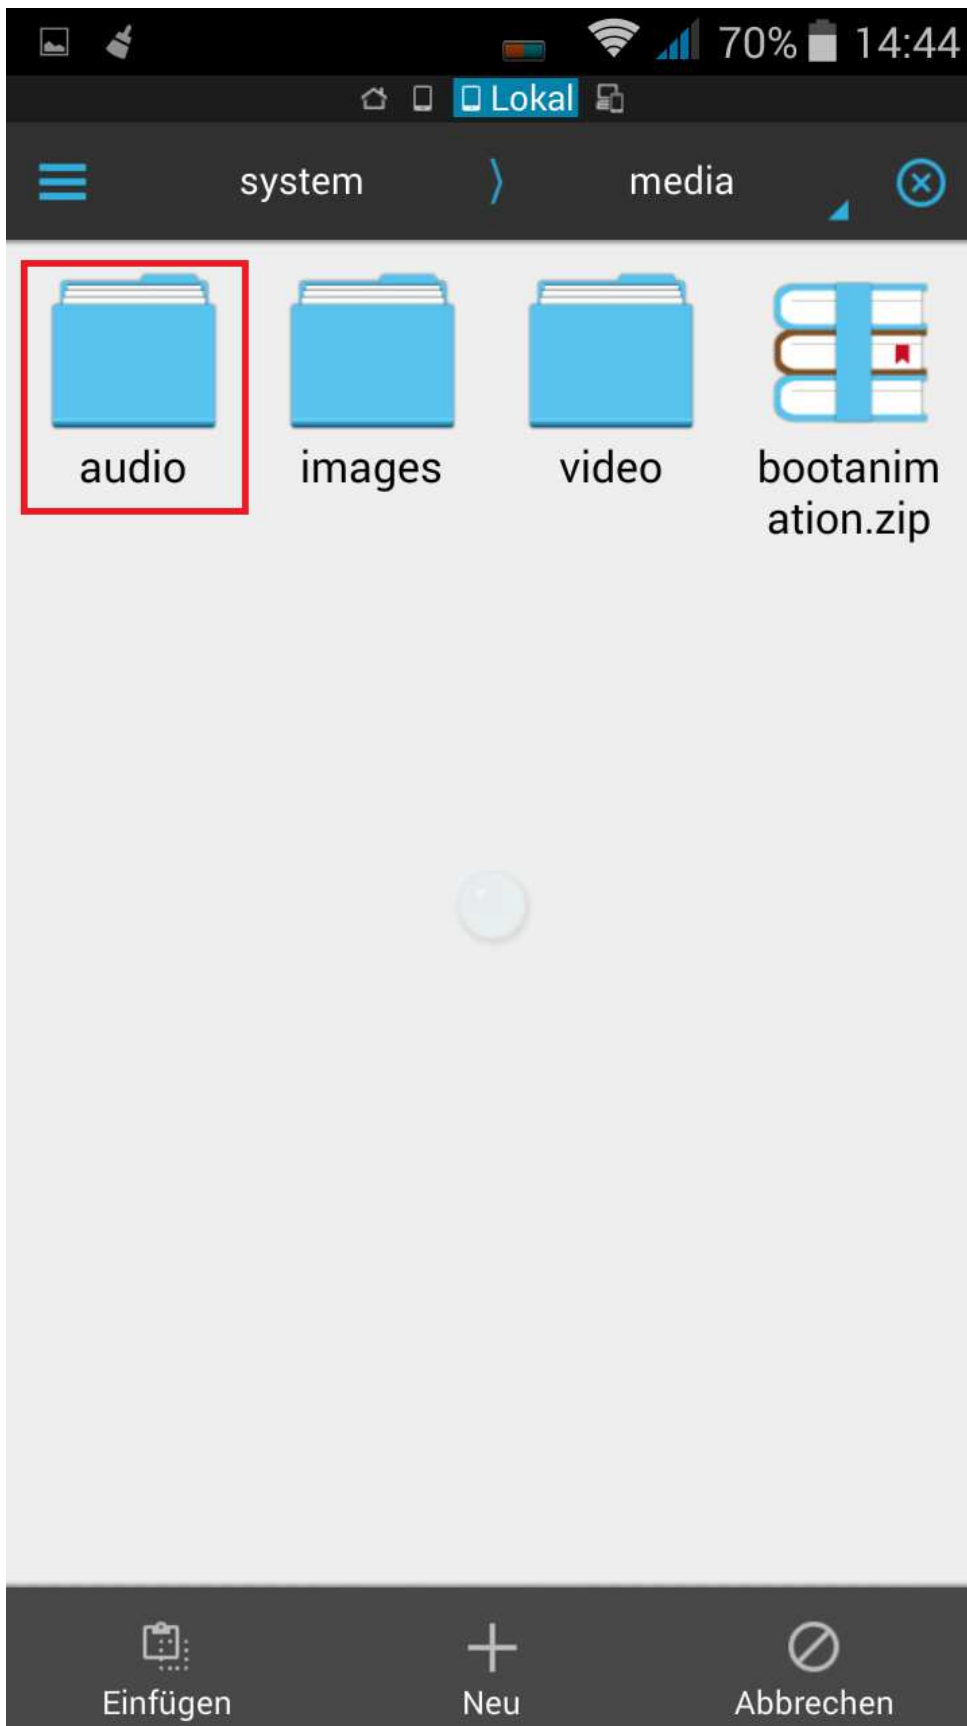 70% 14:44
Lokal
system 〉 media
audio images video bootanim
ation.zip
Einfügen Neu Abbrechen